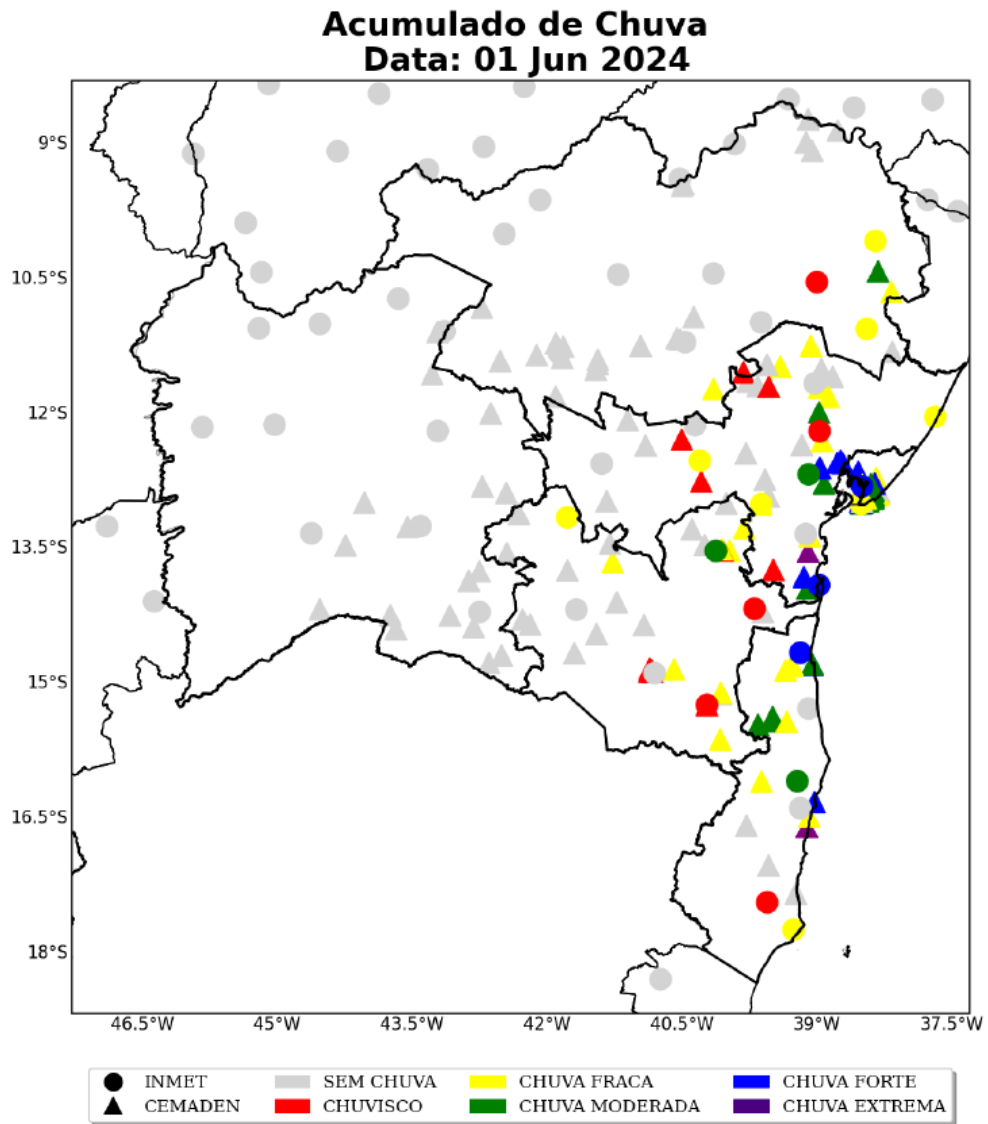 Acumulado de Chuva
Data: 01 Jun 2024
9°S
10.5°S
12°S
13.5°S
15°S
16.5°S
18°S
46.5°W 45°W 43.5°W 42°W 40.5°W 39°W 37.5°W
INMET SEM CHUVA CHUVA FRACA CHUVA FORTE
CEMADEN CHUVISCO CHUVA MODERADA CHUVA EXTREMA